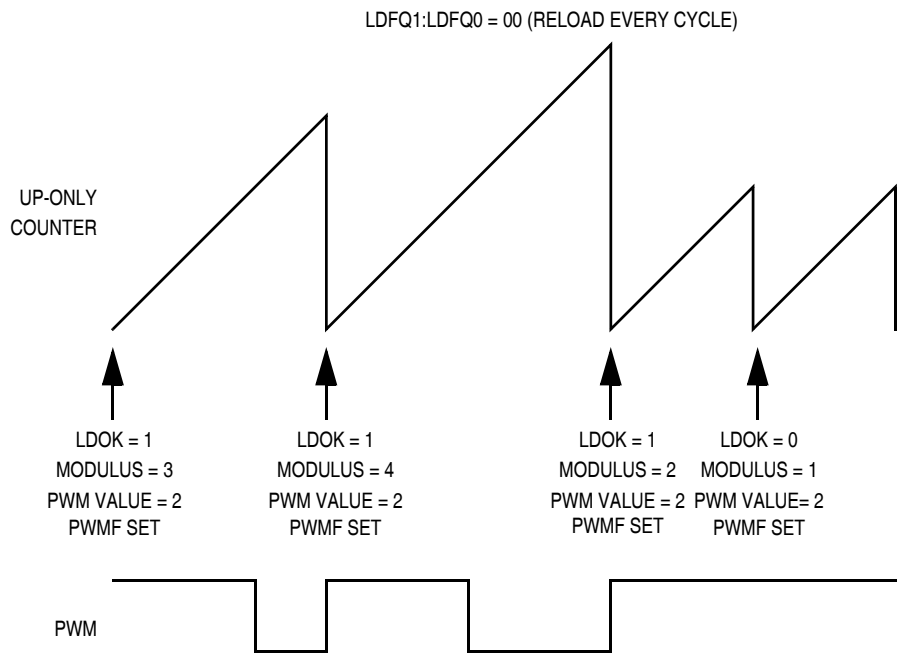 LDFQ1:LDFQ0 = 00 (RELOAD EVERY CYCLE)
UP-ONLY
COUNTER
LDOK = 1
MODULUS = 3
PWM VALUE = 2
PWMF SET
LDOK = 1
MODULUS = 4
PWM VALUE = 2
PWMF SET
LDOK = 1
MODULUS = 2
PWM VALUE = 2
PWMF SET
LDOK = 0
MODULUS = 1
PWM VALUE= 2
PWMF SET
PWM